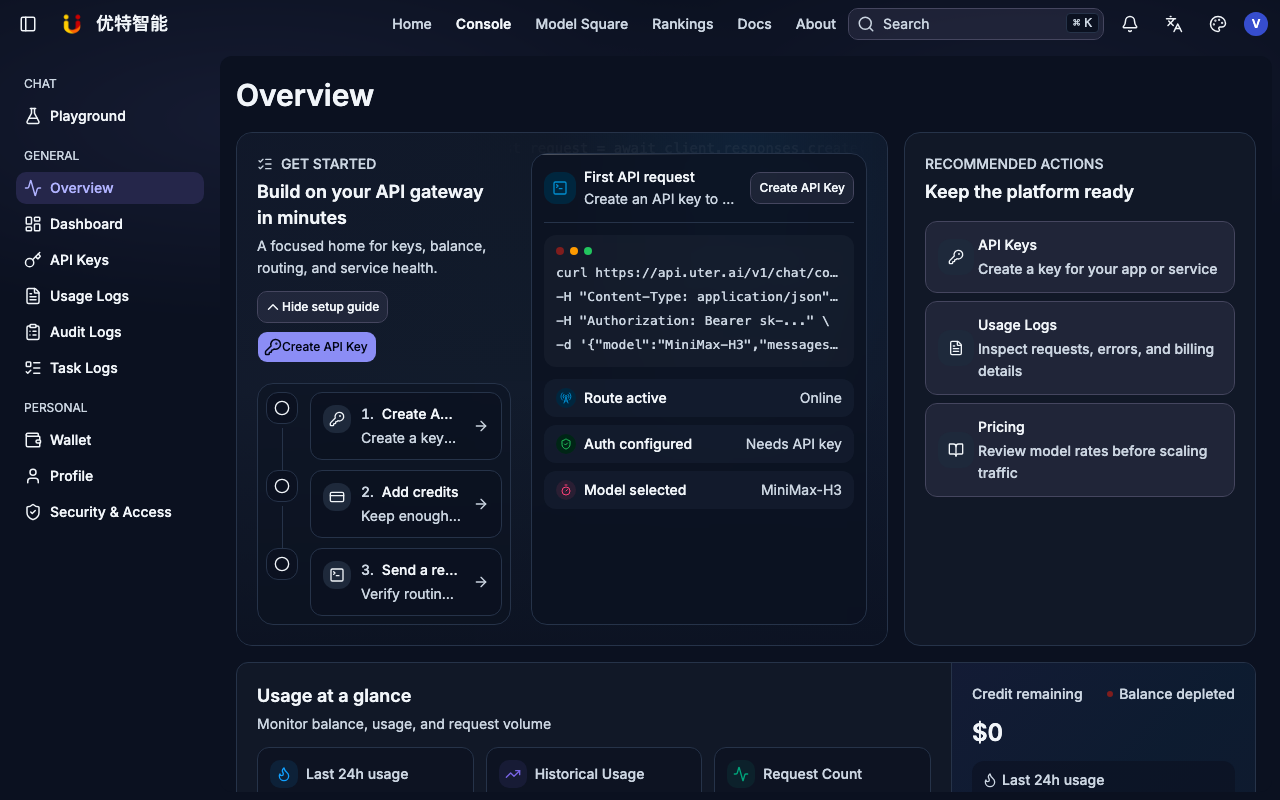 优特智能
Home
Console
Model Square
Rankings
Docs
About
Search
⌘ K
V
CHAT
Playground
GENERAL
Overview
Dashboard
API Keys
Usage Logs
Audit Logs
Task Logs
PERSONAL
Wallet
Profile
Security & Access
Overview
GET STARTED
Build on your API gateway
in minutes
A focused home for keys, balance,
routing, and service health.
Hide setup guide
Create API Key
1. Create A...
Create a key...
2. Add credits
Keep enough...
3. Send a re...
Verify routin...
request = await client.responses.crea
First API request
Create an API key to ...
Create API Key
curl https://api.uter.ai/v1/chat/co…
-H "Content-Type: application/json"…
-H "Authorization: Bearer sk-..." \
-d '{"model":"MiniMax-H3","messages…
Route active
Online
Auth configured
Needs API key
Model selected
MiniMax-H3
RECOMMENDED ACTIONS
Keep the platform ready
API Keys
Create a key for your app or service
Usage Logs
Inspect requests, errors, and billing
details
Pricing
Review model rates before scaling
traffic
Usage at a glance
Monitor balance, usage, and request volume
Last 24h usage
Historical Usage
Request Count
Credit remaining
Balance depleted
$0
Last 24h usage